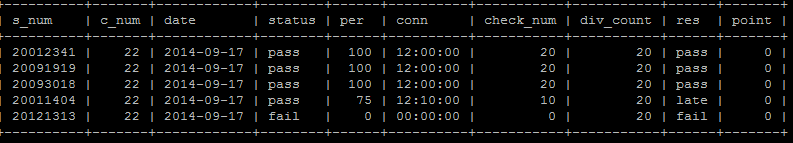 +----------+-------+------------+--------+------+----------+-----------+-----------+------+-------+
| s_num    | c_num | date       | status | per  | conn     | check_num | div_count | res  | point |
+----------+-------+------------+--------+------+----------+-----------+-----------+------+-------+
| 20012341 |    22 | 2014-09-17 | pass   |  100 | 12:00:00 |        20 |        20 | pass |     0 |
| 20091919 |    22 | 2014-09-17 | pass   |  100 | 12:00:00 |        20 |        20 | pass |     0 |
| 20093018 |    22 | 2014-09-17 | pass   |  100 | 12:00:00 |        20 |        20 | pass |     0 |
| 20011404 |    22 | 2014-09-17 | pass   |   75 | 12:10:00 |        10 |        20 | late |     0 |
| 20121313 |    22 | 2014-09-17 | fail   |    0 | 00:00:00 |         0 |        20 | fail |     0 |
+----------+-------+------------+--------+------+----------+-----------+-----------+------+-------+